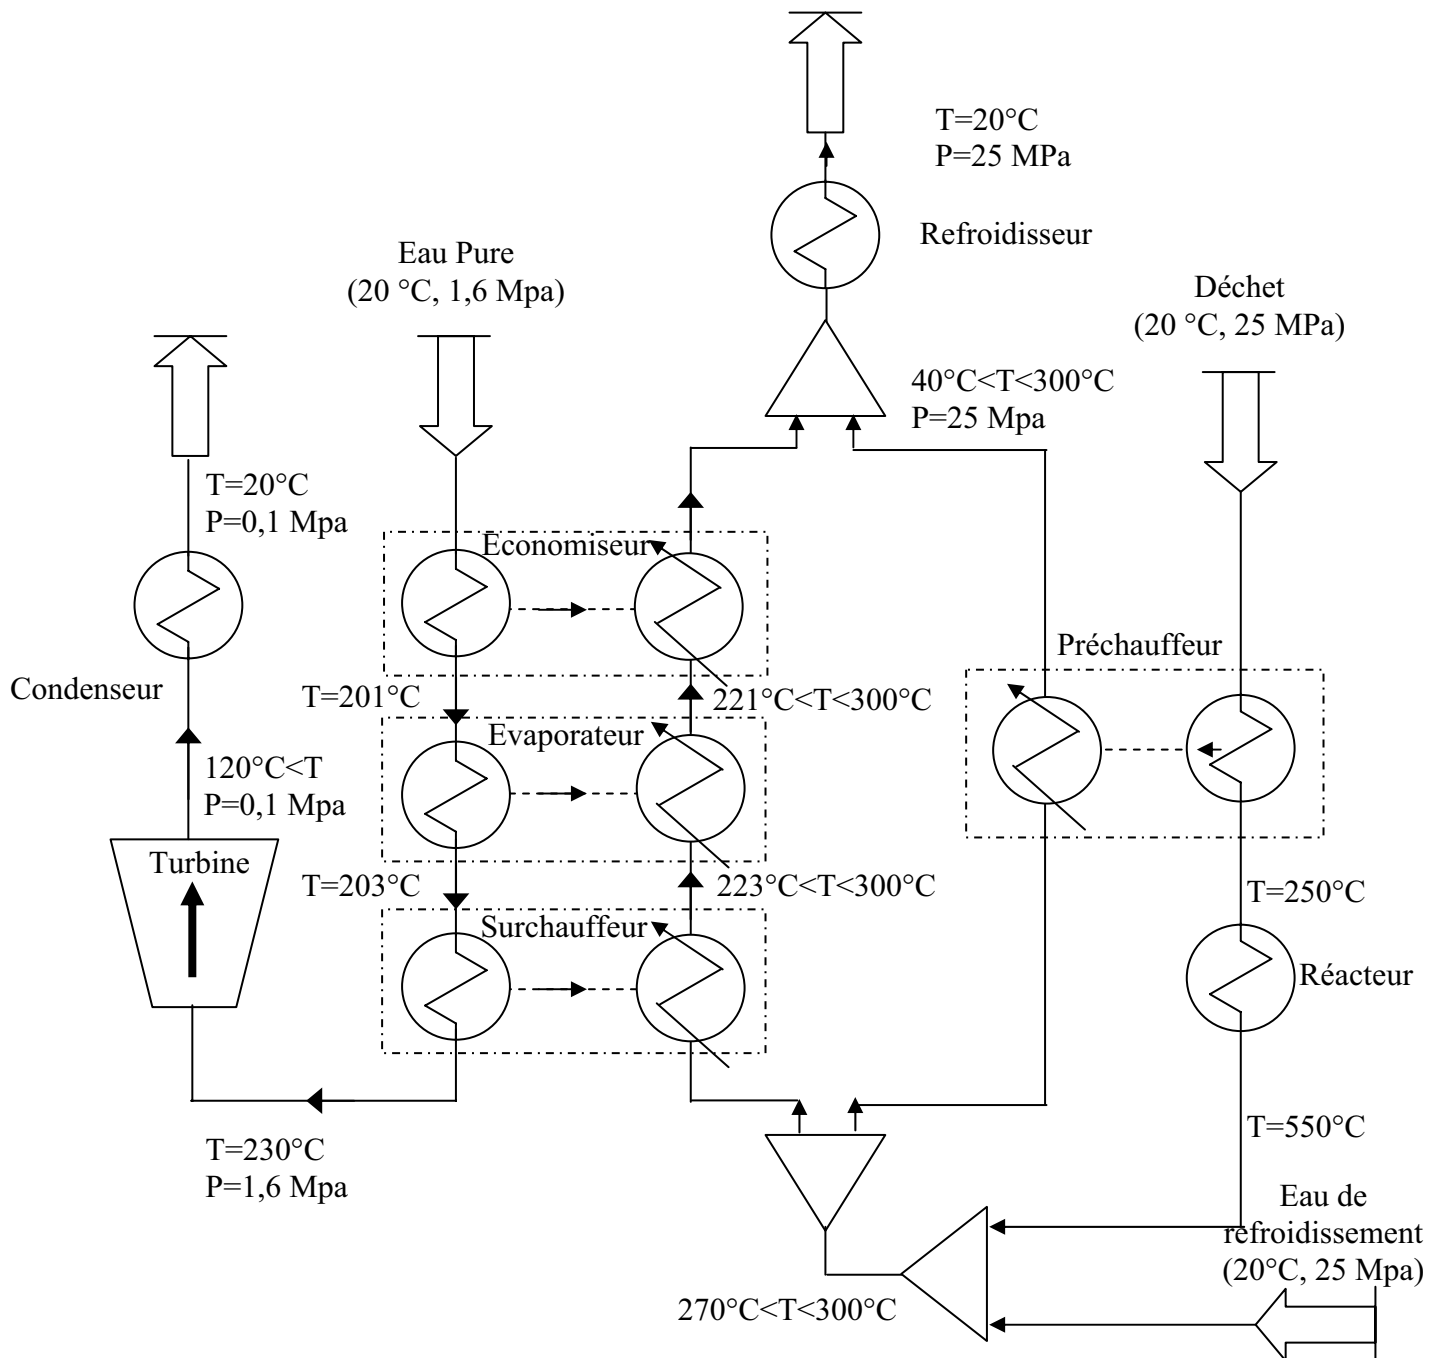 T=20°C
P=25 MPa
Refroidisseur
Eau Pure
(20 °C, 1,6 Mpa)
Déchet
(20 °C, 25 MPa)
40°C<T<300°C
P=25 Mpa
T=20°C
P=0,1 Mpa
Economiseur
Préchauffeur
Condenseur
T=201°C
221°C<T<300°C
Evaporateur
120°C<T
P=0,1 Mpa
Turbine
T=203°C
223°C<T<300°C
T=250°C
Surchauffeur
Réacteur
T=230°C
P=1,6 Mpa
T=550°C
Eau de
refroidissement
(20°C, 25 Mpa)
270°C<T<300°C